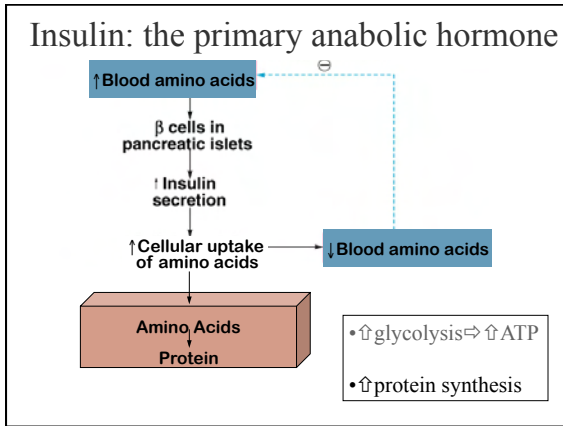 Insulin: the primary anabolic hormone
⊖
↑Blood amino acids
β cells in
pancreatic islets
↑Insulin
secretion
↑Cellular uptake
of amino acids
↓Blood amino acids
Amino Acids
Protein
•⇧glycolysis⇨⇧ATP
•⇧protein synthesis